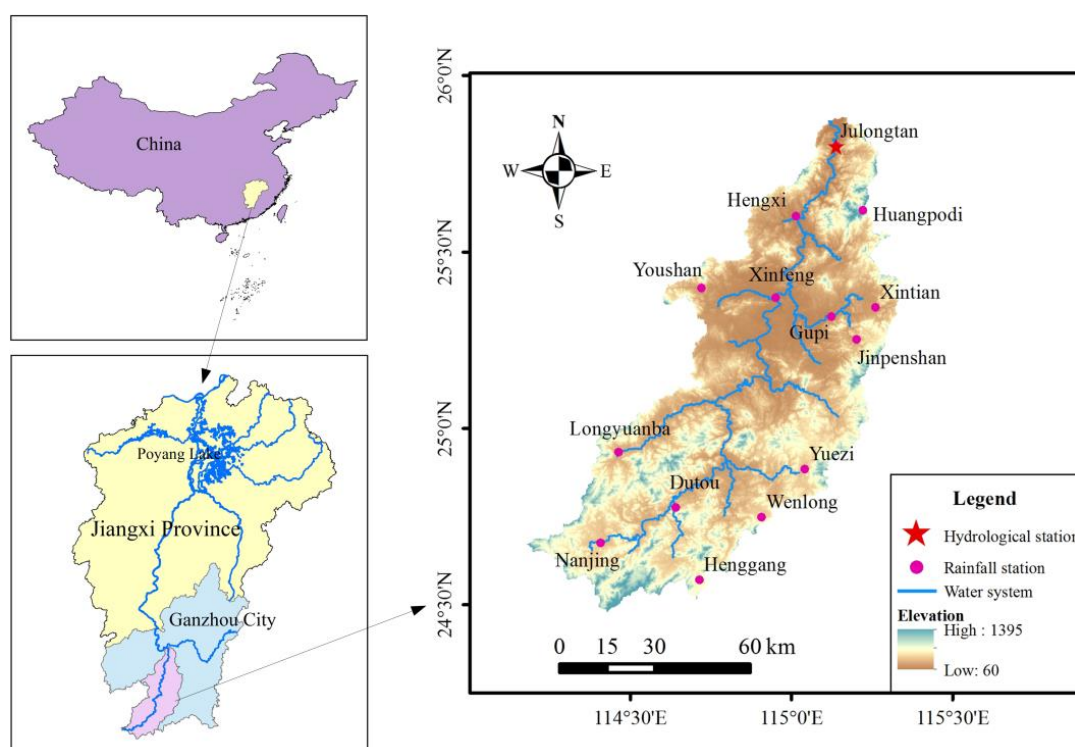 China
Poyang Lake
Jiangxi Province
Ganzhou City
26°0'N
25°30'N
25°0'N
24°30'N
N
W
E
S
Julongtan
Hengxi
Huangpodi
Youshan
Xinfeng
Xintian
Gupi
Jinpenshan
Longyuanba
Yuezi
Dutou
Wenlong
Nanjing
Henggang
0 15 30 60 km
Legend
Hydrological station
Rainfall station
Water system
Elevation
High : 1395
Low: 60
114°30'E
115°0'E
115°30'E